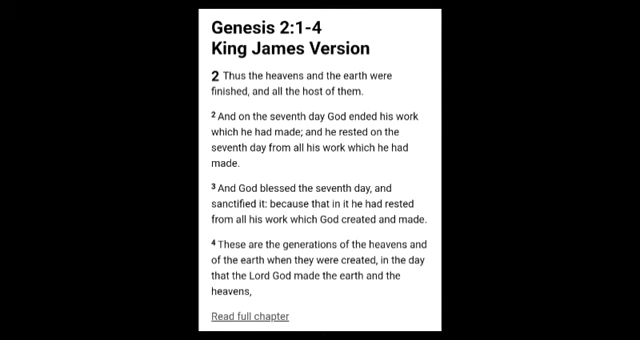 Genesis 2:1-4
King James Version
2 Thus the heavens and the earth were
finished, and all the host of them.
2 And on the seventh day God ended his work
which he had made; and he rested on the
seventh day from all his work which he had
made.
3 And God blessed the seventh day, and
sanctified it: because that in it he had rested
from all his work which God created and made.
4 These are the generations of the heavens and
of the earth when they were created, in the day
that the Lord God made the earth and the
heavens,
Read full chapter